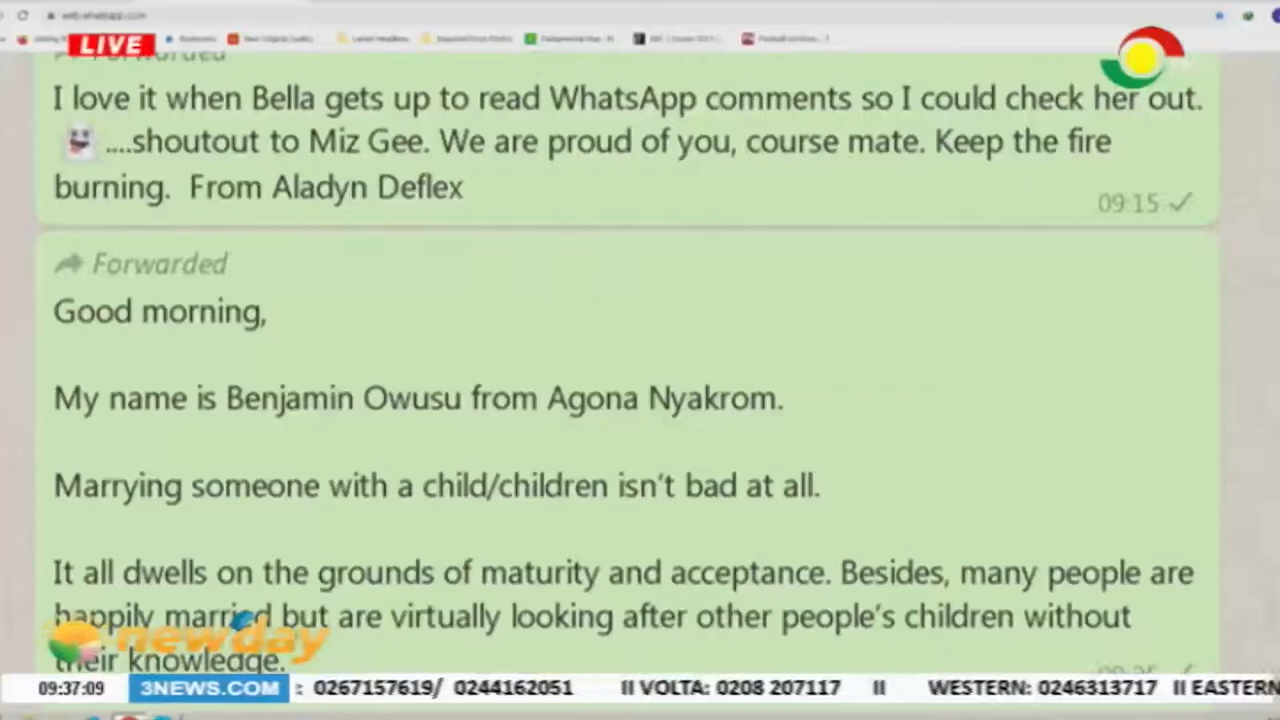 web.whatsapp.com
LIVE
Forwarded
I love it when Bella gets up to read WhatsApp comments so I could check her out.
....shoutout to Miz Gee. We are proud of you, course mate. Keep the fire
burning. From Aladyn Deflex
09:15
Forwarded
Good morning,
My name is Benjamin Owusu from Agona Nyakrom.
Marrying someone with a child/children isn't bad at all.
It all dwells on the grounds of maturity and acceptance. Besides, many people are
happily married but are virtually looking after other people's children without
their knowledge.
newday
09:37:09 3NEWS.COM : 0267157619/ 0244162051 II VOLTA: 0208 207117 II WESTERN: 0246313717 II EASTERN